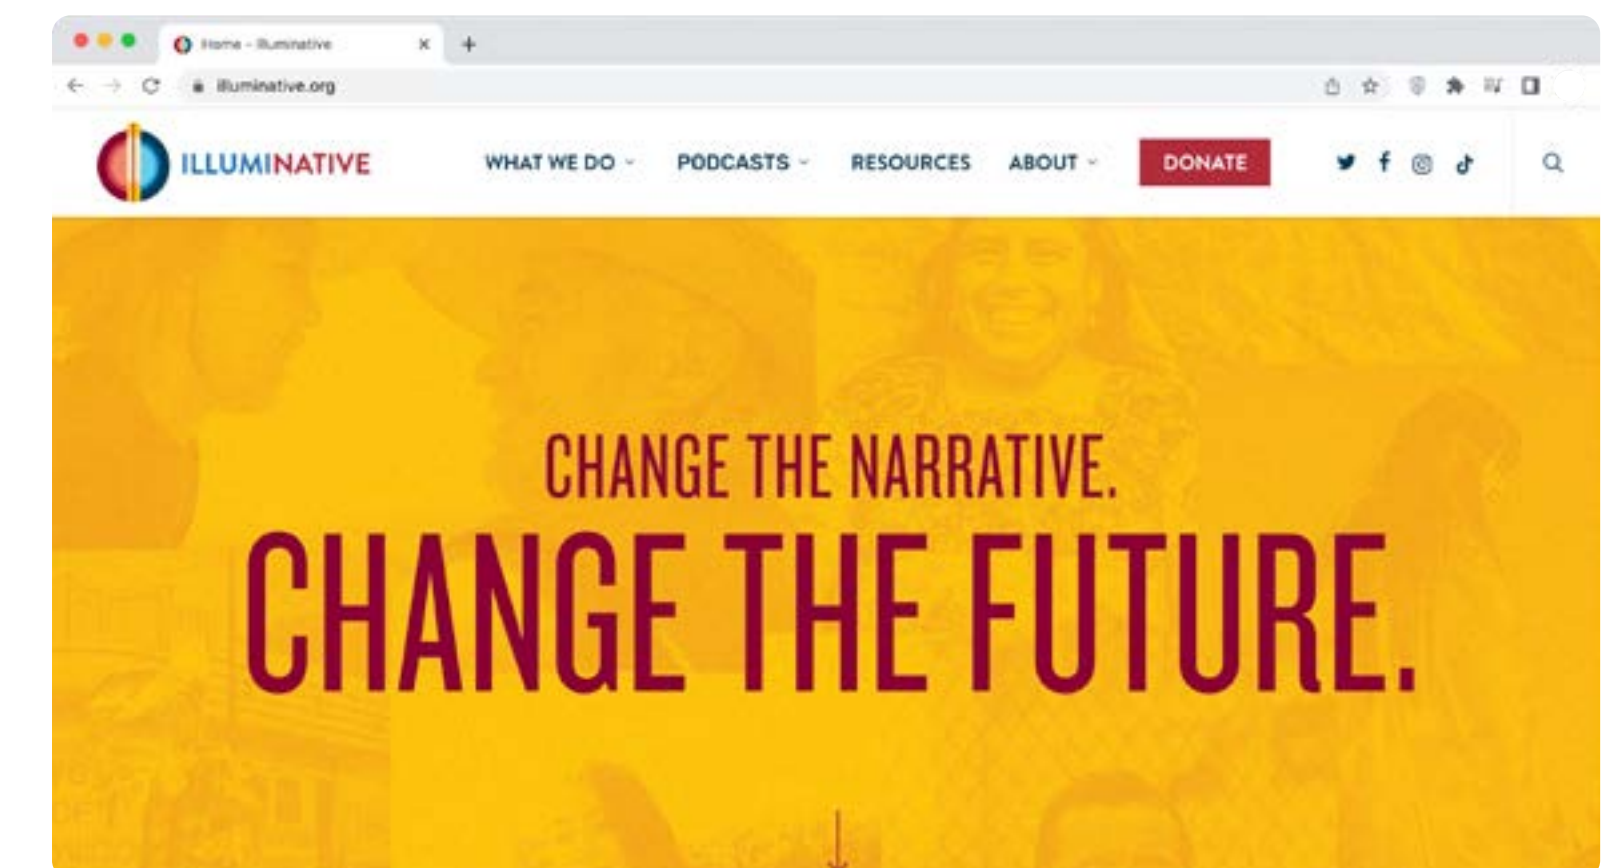 Home - Illuminative
illuminative.org
ILLUMINATIVE
WHAT WE DO
PODCASTS
RESOURCES
ABOUT
DONATE
CHANGE THE NARRATIVE.
CHANGE THE FUTURE.